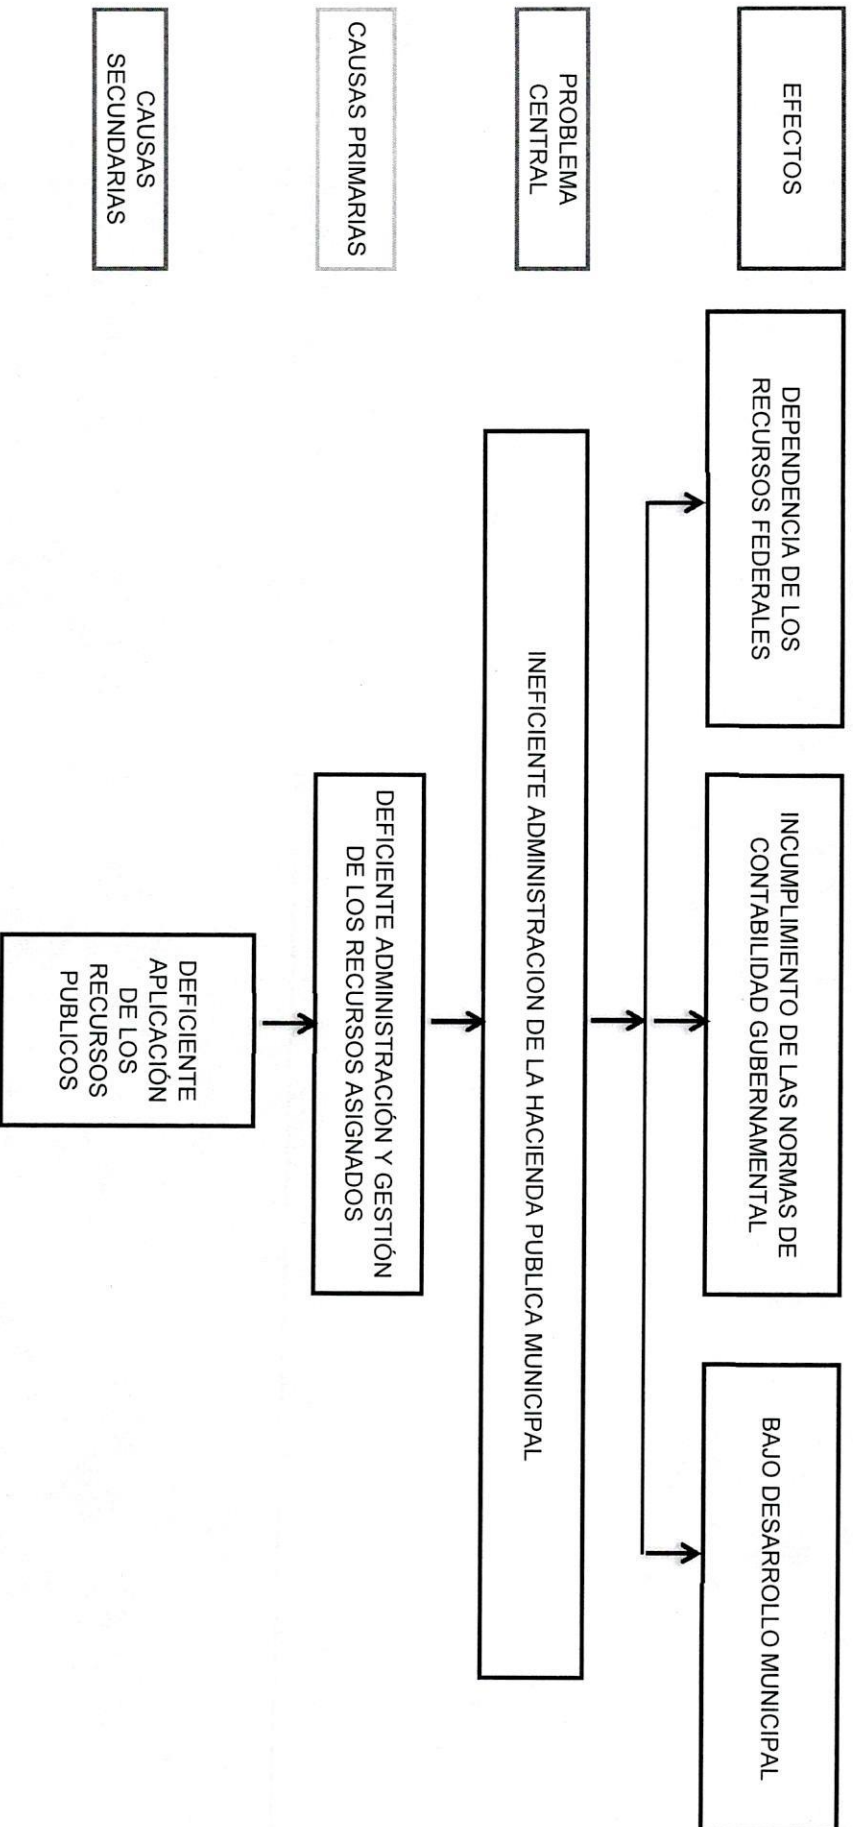 EFECTOS
DEPENDENCIA DE LOS
RECURSOS FEDERALES
INCUMPLIMIENTO DE LAS NORMAS DE
CONTABILIDAD GUBERNAMENTAL
BAJO DESARROLLO MUNICIPAL
PROBLEMA
CENTRAL
INEFICIENTE ADMINISTRACION DE LA HACIENDA PUBLICA MUNICIPAL
CAUSAS PRIMARIAS
DEFICIENTE ADMINISTRACIÓN Y GESTIÓN
DE LOS RECURSOS ASIGNADOS
CAUSAS
SECUNDARIAS
DEFICIENTE
APLICACIÓN
DE LOS
RECURSOS
PUBLICOS